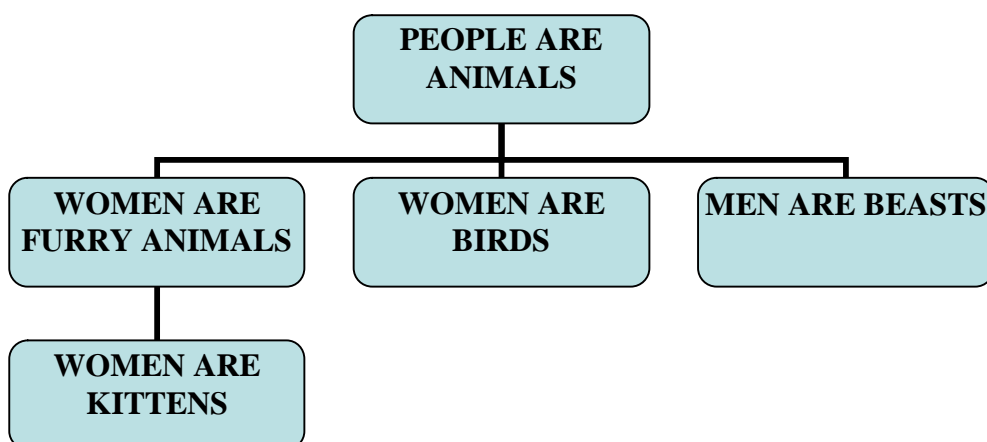 PEOPLE ARE
ANIMALS
WOMEN ARE
FURRY ANIMALS
WOMEN ARE
BIRDS
MEN ARE BEASTS
WOMEN ARE
KITTENS